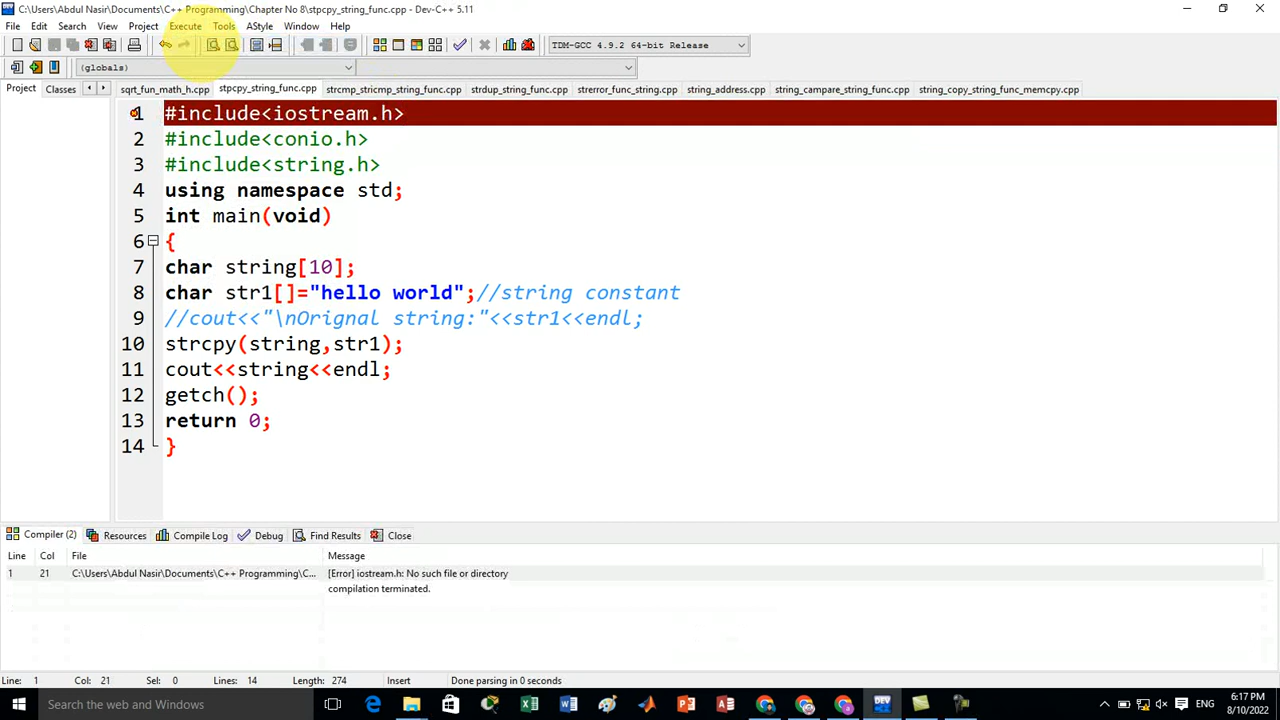 C:\Users\Abdul Nasir\Documents\C++ Programming\Chapter No 8\stpcpy_string_func.cpp - Dev-C++ 5.11
File Edit Search View Project Execute Tools AStyle Window Help
TDM-GCC 4.9.2 64-bit Release
(globals)
Project Classes sqrt_fun_math_h.cpp stpcpy_string_func.cpp strcmp_stricmp_string_func.cpp strdup_string_func.cpp strerror_func_string.cpp string_address.cpp string_campare_string_func.cpp string_copy_string_func_memcpy.cpp
1 #include<iostream.h>
2 #include<conio.h>
3 #include<string.h>
4 using namespace std;
5 int main(void)
6 {
7 char string[10];
8 char str1[]="hello world";//string constant
9 //cout<<"\nOrignal string:"<<str1<<endl;
10 strcpy(string,str1);
11 cout<<string<<endl;
12 getch();
13 return 0;
14 }
Compiler (2) Resources Compile Log Debug Find Results Close
Line Col File Message
1 21 C:\Users\Abdul Nasir\Documents\C++ Programming\C... [Error] iostream.h: No such file or directory
compilation terminated.
Line: 1 Col: 21 Sel: 0 Lines: 14 Length: 274 Insert Done parsing in 0 seconds
Search the web and Windows
ENG
6:17 PM
8/10/2022